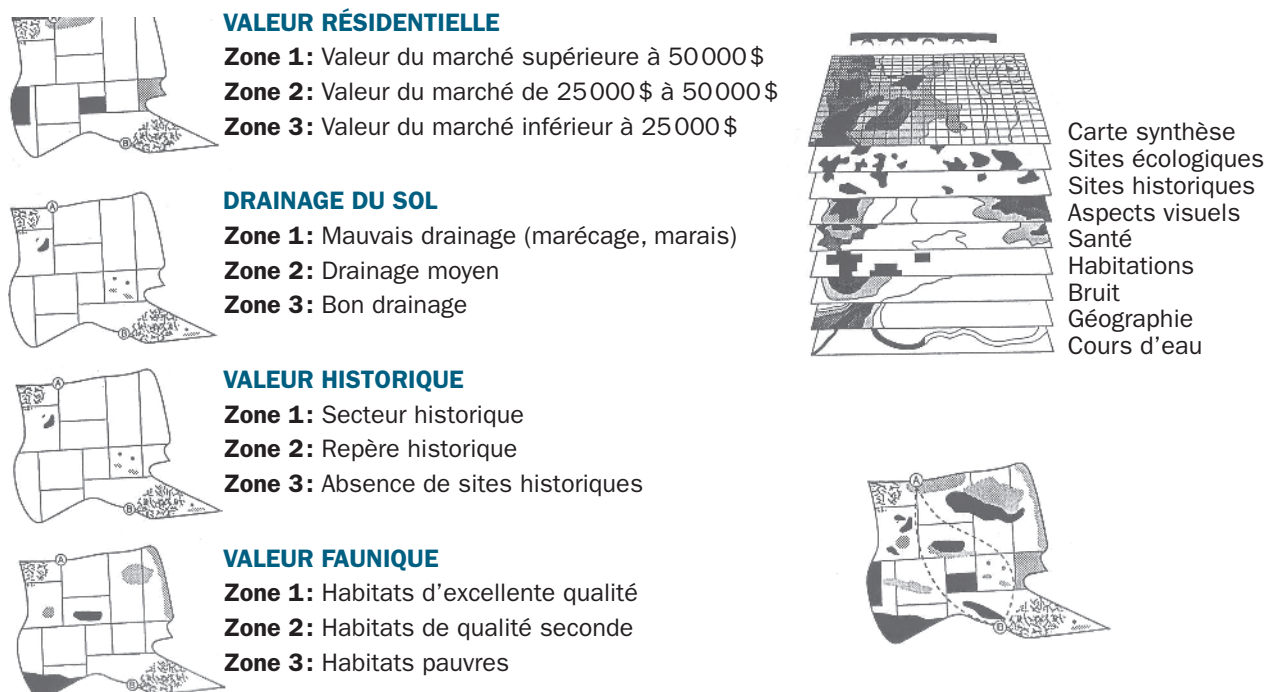 VALEUR RÉSIDENTIELLE
Zone 1: Valeur du marché supérieure à 50 000 $
Zone 2: Valeur du marché de 25 000 $ à 50 000 $
Zone 3: Valeur du marché inférieur à 25 000 $
DRAINAGE DU SOL
Zone 1: Mauvais drainage (marécage, marais)
Zone 2: Drainage moyen
Zone 3: Bon drainage
VALEUR HISTORIQUE
Zone 1: Secteur historique
Zone 2: Repère historique
Zone 3: Absence de sites historiques
VALEUR FAUNIQUE
Zone 1: Habitats d'excellente qualité
Zone 2: Habitats de qualité seconde
Zone 3: Habitats pauvres
Carte synthèse
Sites écologiques
Sites historiques
Aspects visuels
Santé
Habitations
Bruit
Géographie
Cours d'eau
A
B
A
B
A
B
A
B
A
B